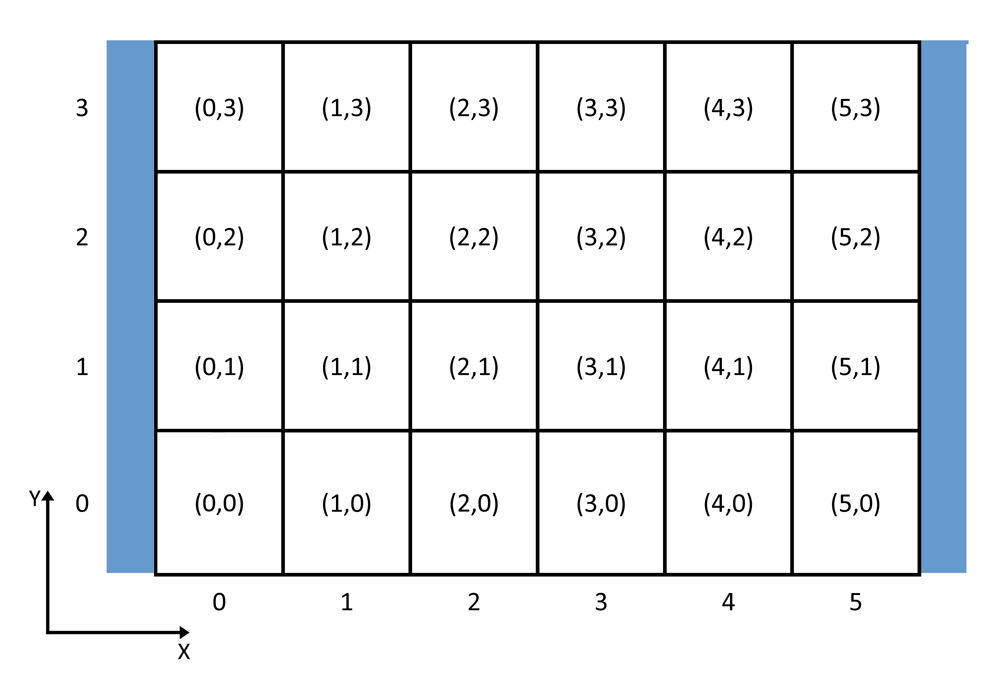 3 (0,3) (1,3) (2,3) (3,3) (4,3) (5,3)
2 (0,2) (1,2) (2,2) (3,2) (4,2) (5,2)
1 (0,1) (1,1) (2,1) (3,1) (4,1) (5,1)
Y 0 (0,0) (1,0) (2,0) (3,0) (4,0) (5,0)
0 1 2 3 4 5
X